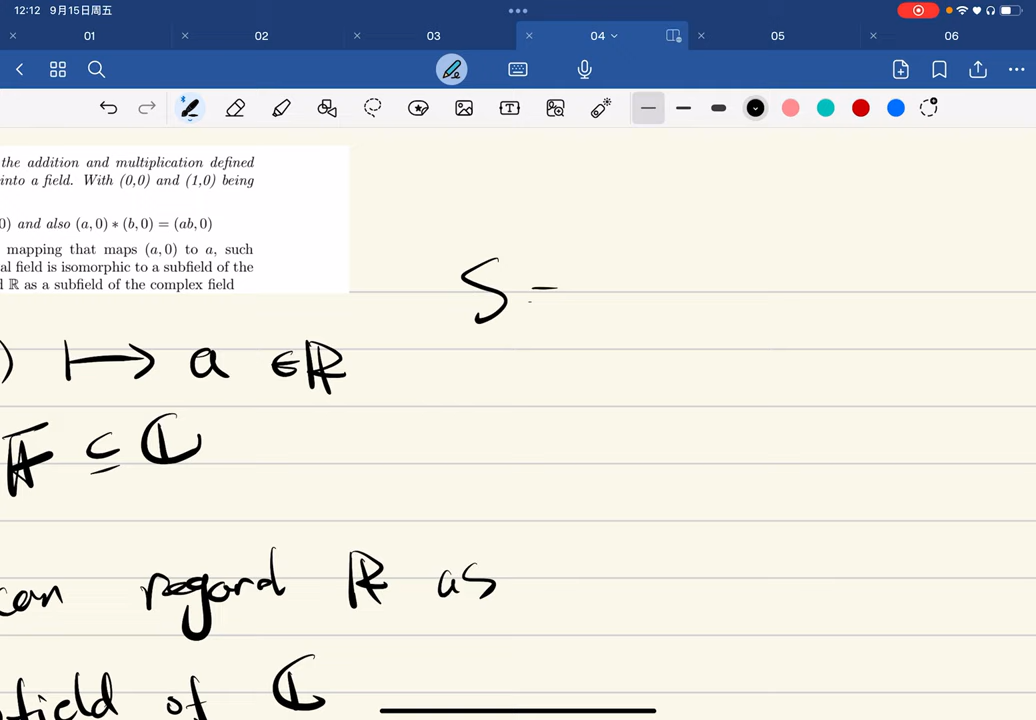 12:12 9月15日周五
01 02 03 04 05 06
the addition and multiplication defined
into a field. With (0,0) and (1,0) being
0) and also (a, 0) ∗ (b, 0) = (ab, 0)
mapping that maps (a, 0) to a, such
al field is isomorphic to a subfield of the
d ℝ as a subfield of the complex field
S =
) ↦ a ∈ ℝ
𝔽 ⊆ ℂ
can regard ℝ as
field of ℂ